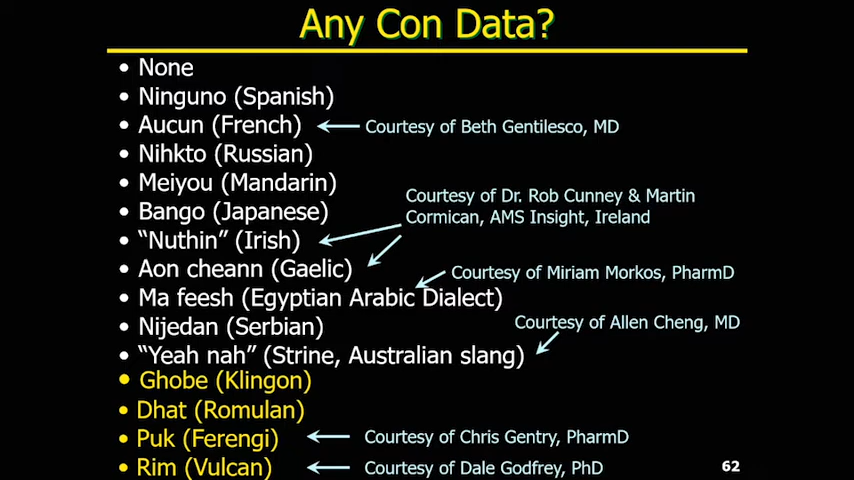 Any Con Data?
• None
• Ninguno (Spanish)
• Aucun (French)
Courtesy of Beth Gentilesco, MD
• Nihkto (Russian)
• Meiyou (Mandarin)
Courtesy of Dr. Rob Cunney & Martin
Cormican, AMS Insight, Ireland
• Bango (Japanese)
• “Nuthin” (Irish)
• Aon cheann (Gaelic)
Courtesy of Miriam Morkos, PharmD
• Ma feesh (Egyptian Arabic Dialect)
• Nijedan (Serbian)
Courtesy of Allen Cheng, MD
• “Yeah nah” (Strine, Australian slang)
• Ghobe (Klingon)
• Dhat (Romulan)
• Puk (Ferengi)
Courtesy of Chris Gentry, PharmD
• Rim (Vulcan)
Courtesy of Dale Godfrey, PhD
62